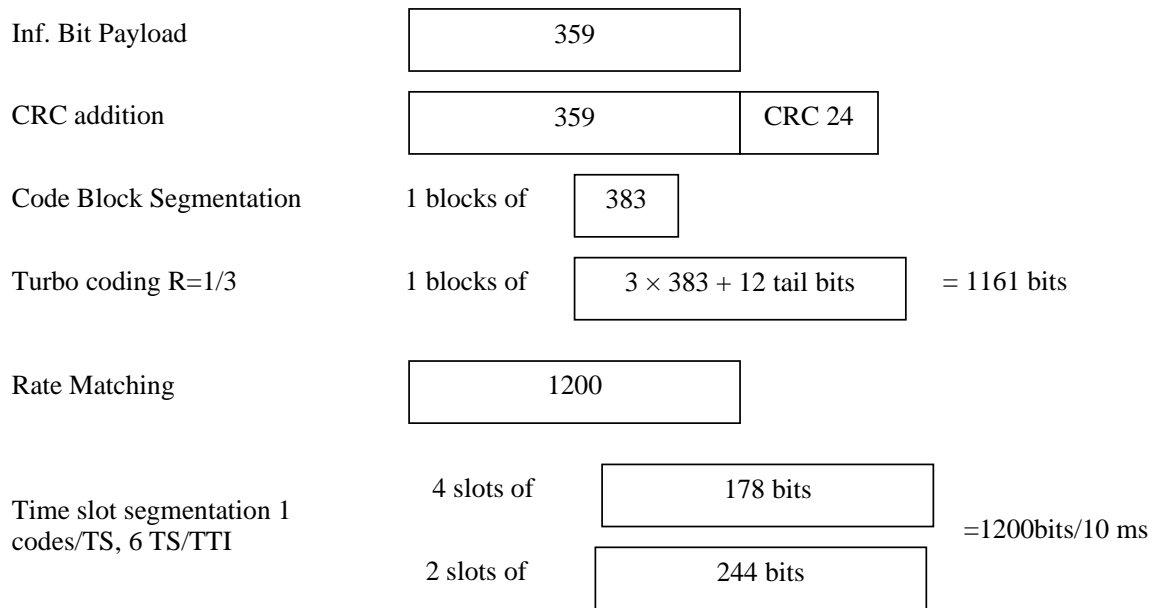 Inf. Bit Payload 359
CRC addition 359 CRC 24
Code Block Segmentation 1 blocks of 383
Turbo coding R=1/3 1 blocks of 3 × 383 + 12 tail bits = 1161 bits
Rate Matching 1200
4 slots of 178 bits
Time slot segmentation 1
codes/TS, 6 TS/TTI =1200bits/10 ms
2 slots of 244 bits